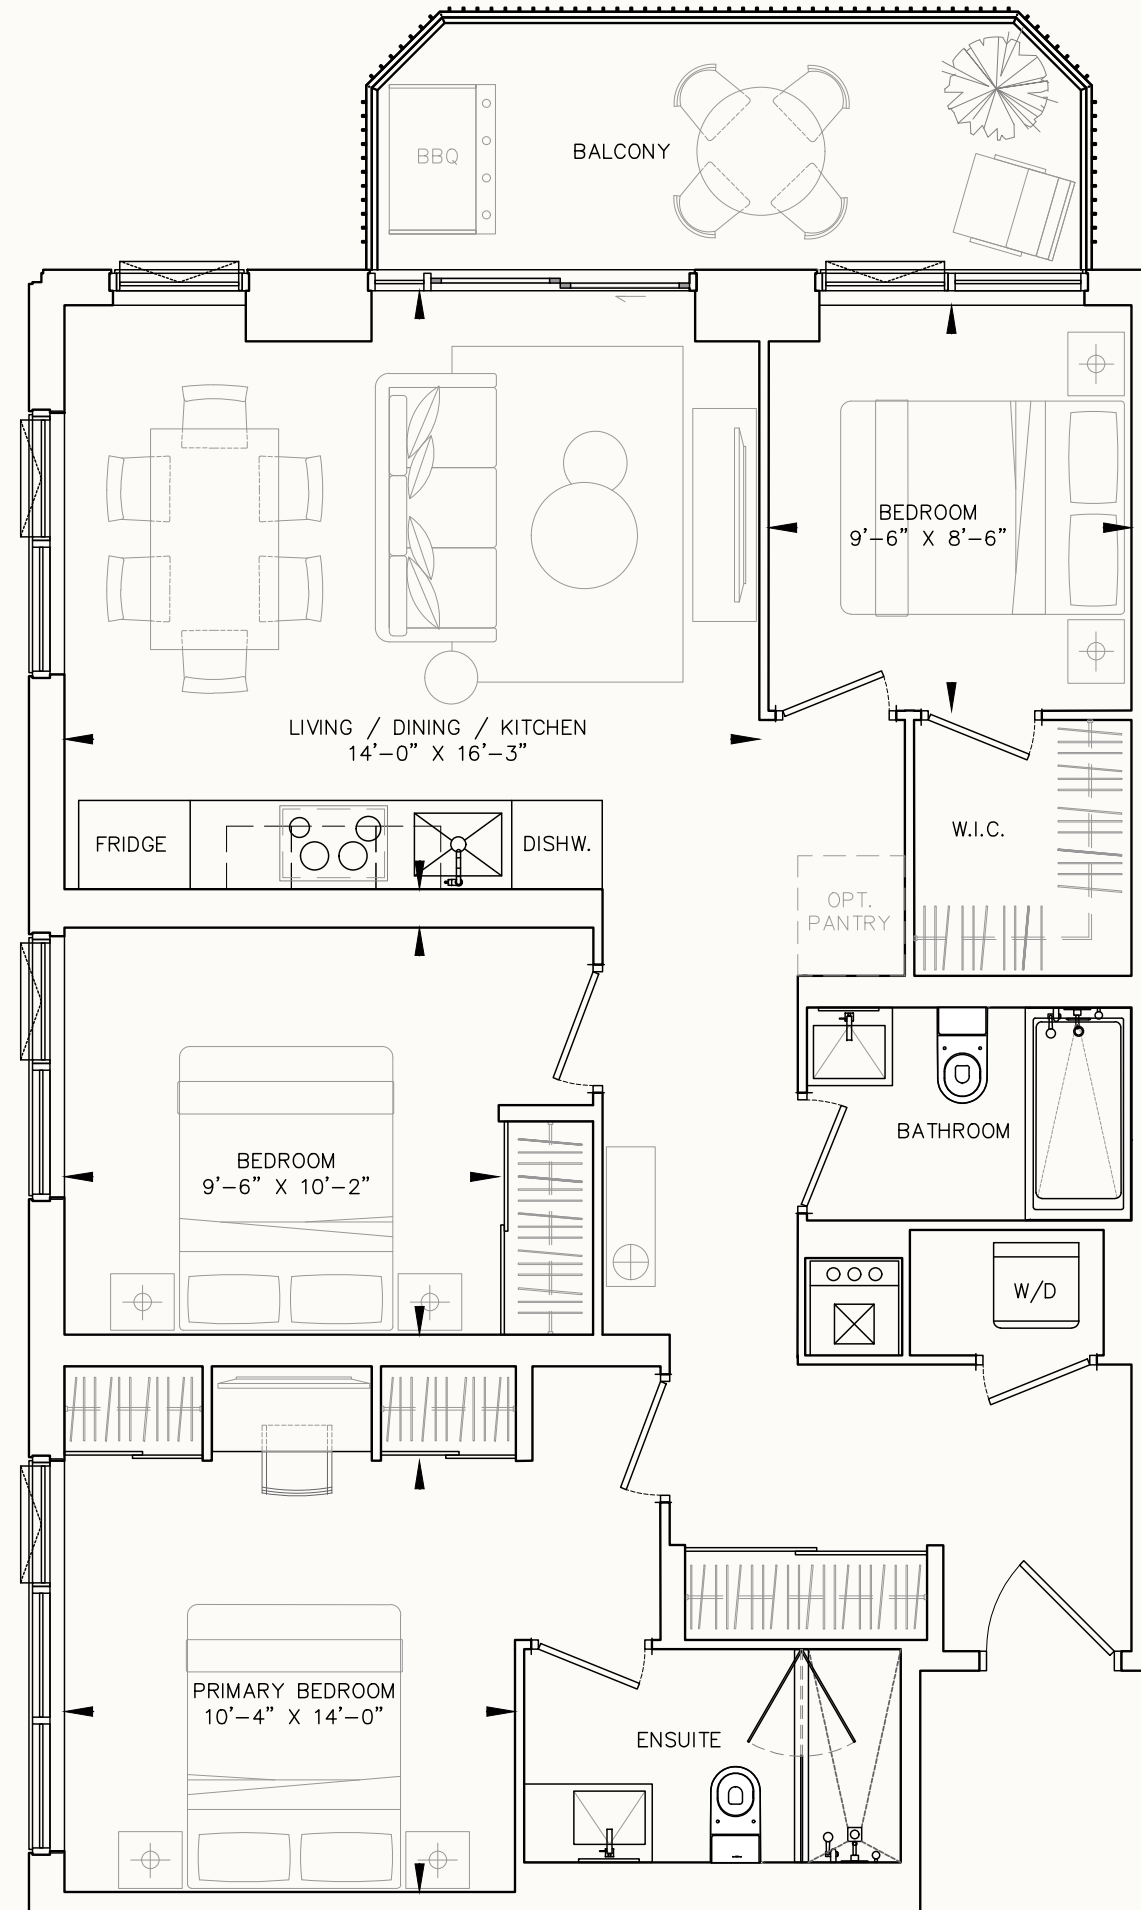 BBQ
BALCONY
BEDROOM
9'-6" X 8'-6"
LIVING / DINING / KITCHEN
14'-0" X 16'-3"
FRIDGE
DISHW.
W.I.C.
OPT.
PANTRY
BATHROOM
BEDROOM
9'-6" X 10'-2"
W/D
PRIMARY BEDROOM
10'-4" X 14'-0"
ENSUITE